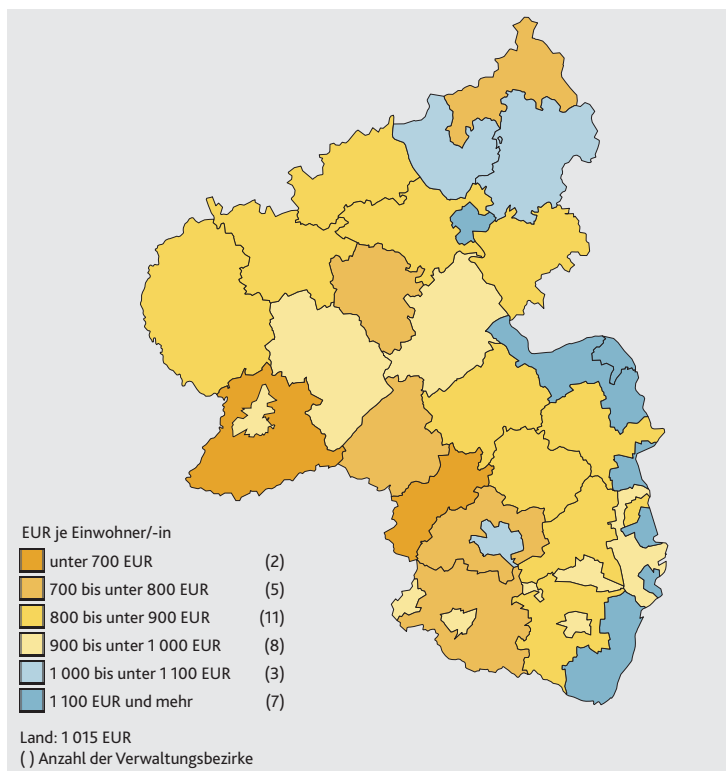 EUR je Einwohner/-in
unter 700 EUR (2)
700 bis unter 800 EUR (5)
800 bis unter 900 EUR (11)
900 bis unter 1 000 EUR (8)
1 000 bis unter 1 100 EUR (3)
1 100 EUR und mehr (7)
Land: 1 015 EUR
( ) Anzahl der Verwaltungsbezirke